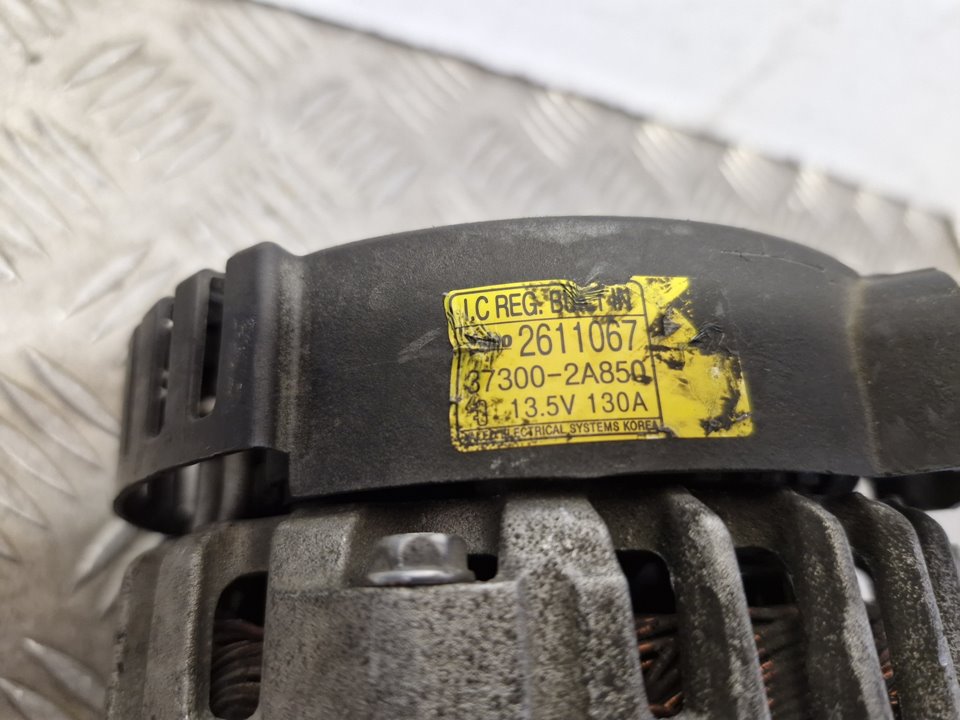 I.C REG. BUILT IN
2611067
37300-2A850
13.5V 130A
ELECTRICAL SYSTEMS KOREA